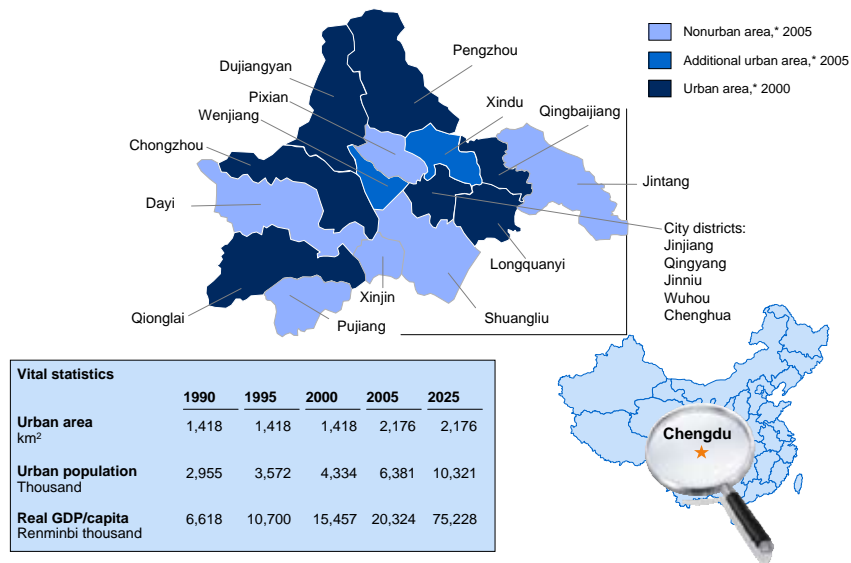 Nonurban area,* 2005
Additional urban area,* 2005
Urban area,* 2000
Pengzhou
Dujiangyan
Pixian
Wenjiang
Xindu
Qingbaijiang
Chongzhou
Jintang
Dayi
City districts:
Jinjiang
Qingyang
Jinniu
Wuhou
Chenghua
Longquanyi
Xinjin
Qionglai
Pujiang
Shuangliu
Vital statistics
1990 1995 2000 2005 2025
Urban area 1,418 1,418 1,418 2,176 2,176
km²
Urban population 2,955 3,572 4,334 6,381 10,321
Thousand
Real GDP/capita 6,618 10,700 15,457 20,324 75,228
Renminbi thousand
Chengdu